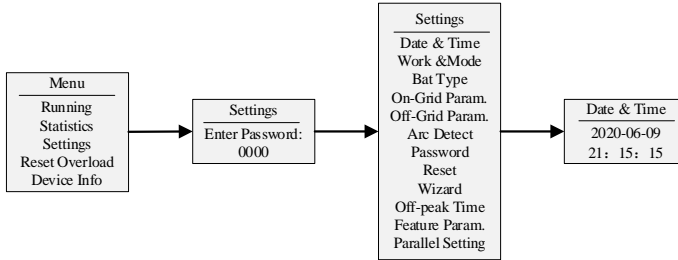 Menu
Running
Statistics
Settings
Reset Overload
Device Info
Settings
Enter Password:
0000
Settings
Date & Time
Work &Mode
Bat Type
On-Grid Param.
Off-Grid Param.
Arc Detect
Password
Reset
Wizard
Off-peak Time
Feature Param.
Parallel Setting
Date & Time
2020-06-09
21：15：15